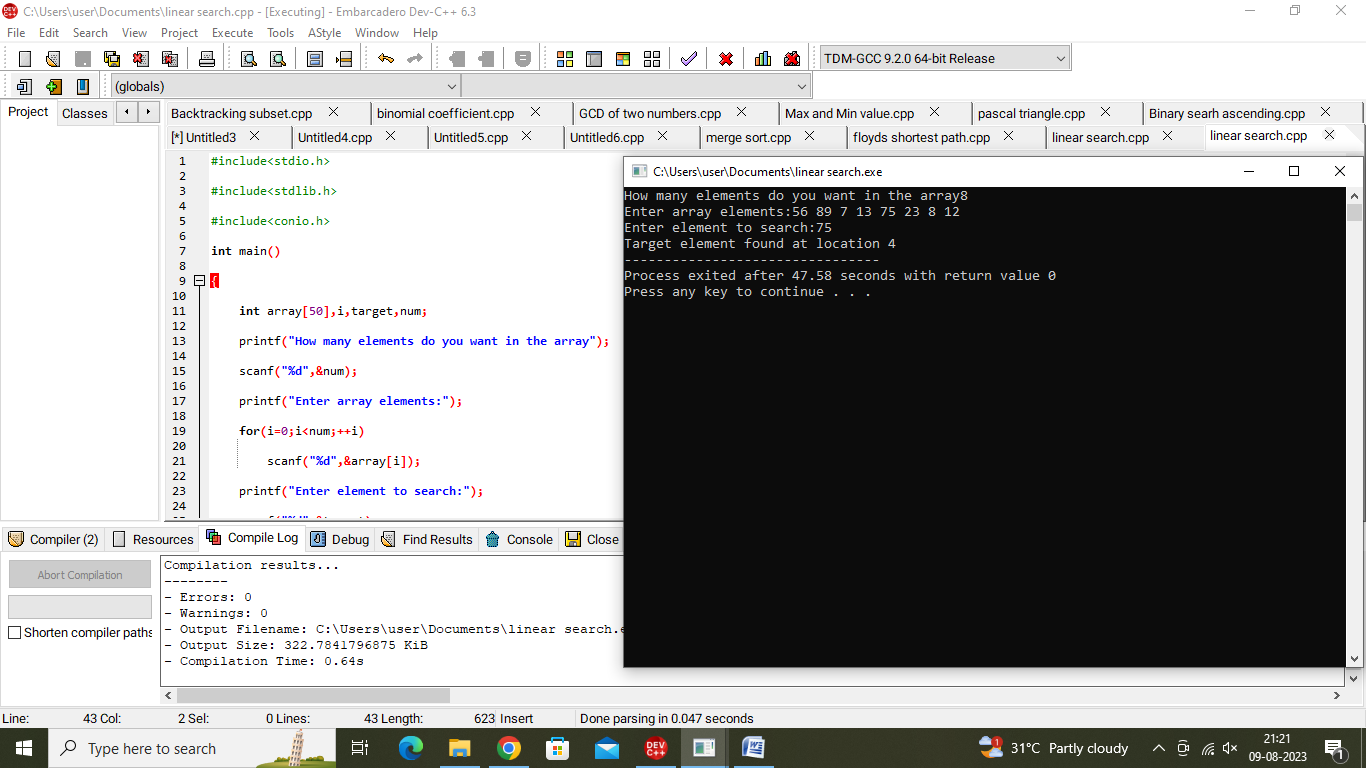 C:\Users\user\Documents\linear search.cpp - [Executing] - Embarcadero Dev-C++ 6.3
File Edit Search View Project Execute Tools AStyle Window Help
TDM-GCC 9.2.0 64-bit Release
(globals)
Project Classes
Backtracking subset.cpp binomial coefficient.cpp GCD of two numbers.cpp Max and Min value.cpp pascal triangle.cpp Binary searh ascending.cpp
[*] Untitled3 Untitled4.cpp Untitled5.cpp Untitled6.cpp merge sort.cpp floyds shortest path.cpp linear search.cpp linear search.cpp
1 #include<stdio.h>
2
3 #include<stdlib.h>
4
5 #include<conio.h>
6
7 int main()
8
9 {
10
11 int array[50],i,target,num;
12
13 printf("How many elements do you want in the array");
14
15 scanf("%d",&num);
16
17 printf("Enter array elements:");
18
19 for(i=0;i<num;++i)
20
21 scanf("%d",&array[i]);
22
23 printf("Enter element to search:");
24
C:\Users\user\Documents\linear search.exe
How many elements do you want in the array8
Enter array elements:56 89 7 13 75 23 8 12
Enter element to search:75
Target element found at location 4
--------------------------------
Process exited after 47.58 seconds with return value 0
Press any key to continue . . .
Compiler (2) Resources Compile Log Debug Find Results Console Close
Abort Compilation
Shorten compiler paths
Compilation results...
--------
- Errors: 0
- Warnings: 0
- Output Filename: C:\Users\user\Documents\linear search.e
- Output Size: 322.7841796875 KiB
- Compilation Time: 0.64s
Line: 43 Col: 2 Sel: 0 Lines: 43 Length: 623 Insert Done parsing in 0.047 seconds
Type here to search
DEV C++
31°C Partly cloudy
21:21
09-08-2023
1